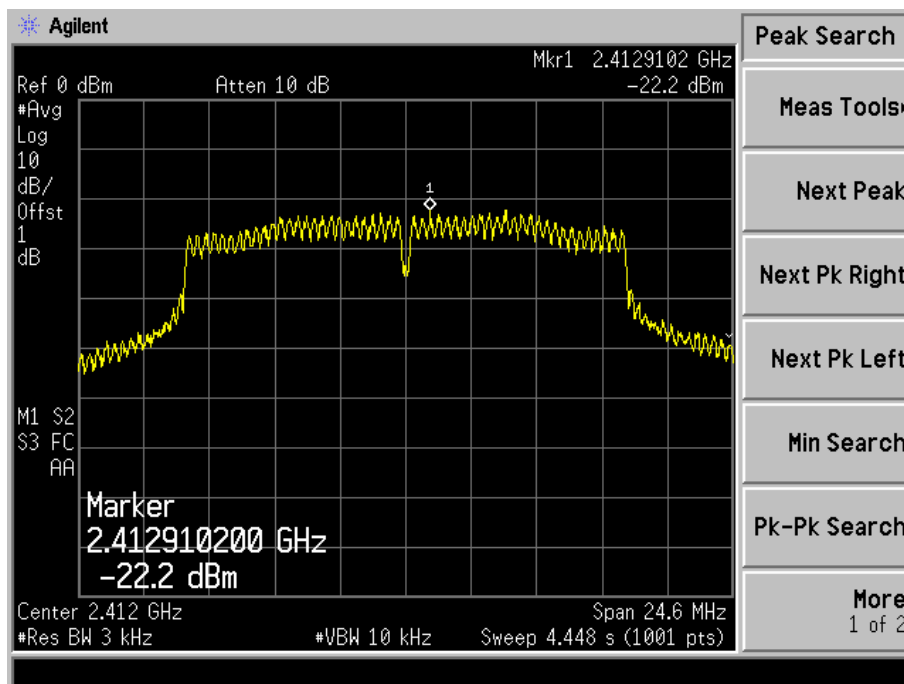 Agilent
Peak Search
Mkr1 2.4129102 GHz
Ref 0 dBm Atten 10 dB -22.2 dBm
#Avg
Log
10
dB/
Offst
1
dB
1
Meas Tools
Next Peak
Next Pk Right
Next Pk Left
M1 S2
S3 FC
AA
Min Search
Marker
2.412910200 GHz
-22.2 dBm
Pk-Pk Search
Center 2.412 GHz Span 24.6 MHz
#Res BW 3 kHz #VBW 10 kHz Sweep 4.448 s (1001 pts)
More
1 of 2